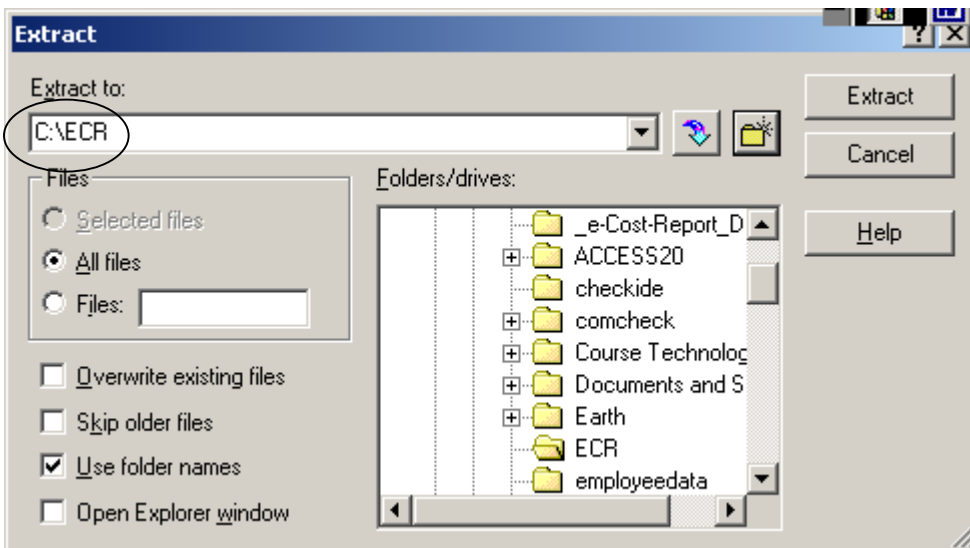 Extract
Extract to:
C:\ECR
Extract
Cancel
Help
Files
Selected files
All files
Files:
Overwrite existing files
Skip older files
Use folder names
Open Explorer window
Folders/drives:
_e-Cost-Report_D
ACCESS20
checkide
comcheck
Course Technolog
Documents and S
Earth
ECR
employeedata